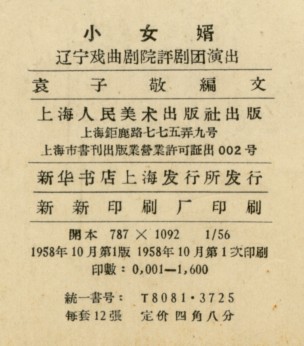 小女婿
辽宁戏曲剧院評剧团演出
袁子敬編文
上海人民美术出版社出版
上海鉅鹿路七七五弄九号
上海市書刊出版業營業許可証出002号
新华书店上海发行所发行
新新印刷厂印刷
開本 787 × 1092 1/56
1958年10月第1版 1958年10月第1次印刷
印数：0,001—1,600
統一書号：T8081·3725
每套12張 定价四角八分